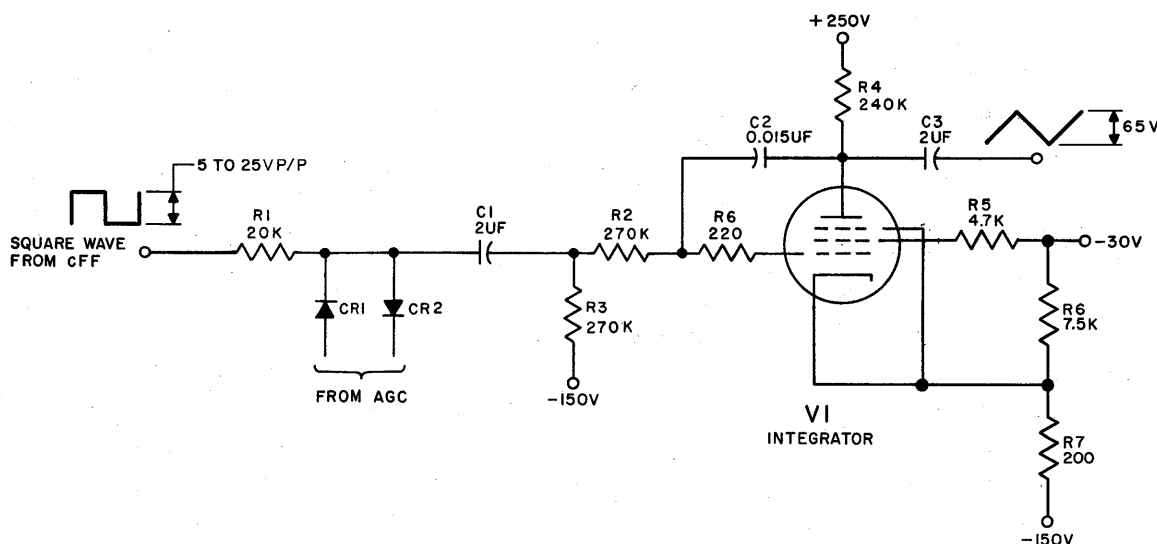 +250V
R4
240K
C2
0.015UF
C3
2UF
65V
5 TO 25VP/P
R1
20K
C1
2UF
R2
270K
R6
220
R5
4.7K
-30V
SQUARE WAVE
FROM CFF
CR1
CR2
R3
270K
R6
7.5K
FROM AGC
-150V
V1
INTEGRATOR
R7
200
-150V